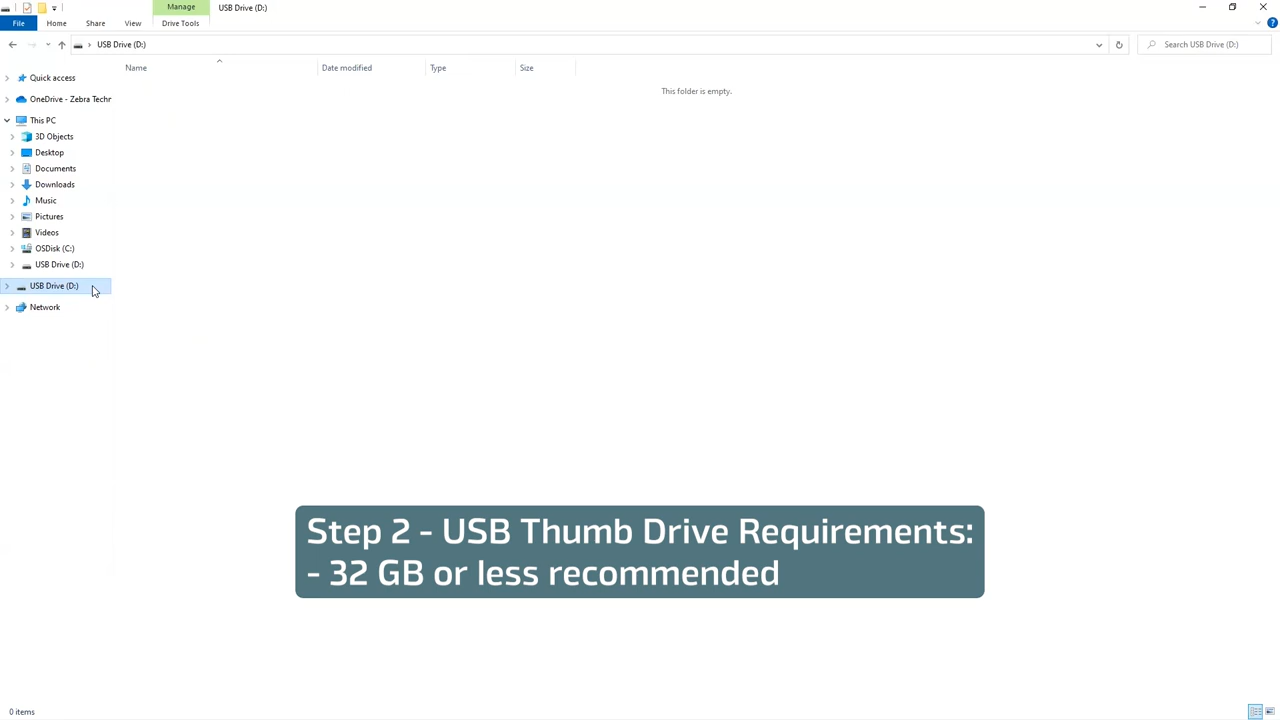 Manage
USB Drive (D:)
File
Home
Share
View
Drive Tools
USB Drive (D:)
Search USB Drive (D:)
Name
Date modified
Type
Size
This folder is empty.
Quick access
OneDrive - Zebra Techr
This PC
3D Objects
Desktop
Documents
Downloads
Music
Pictures
Videos
OSDisk (C:)
USB Drive (D:)
USB Drive (D:)
Network
Step 2 - USB Thumb Drive Requirements:
- 32 GB or less recommended
0 items